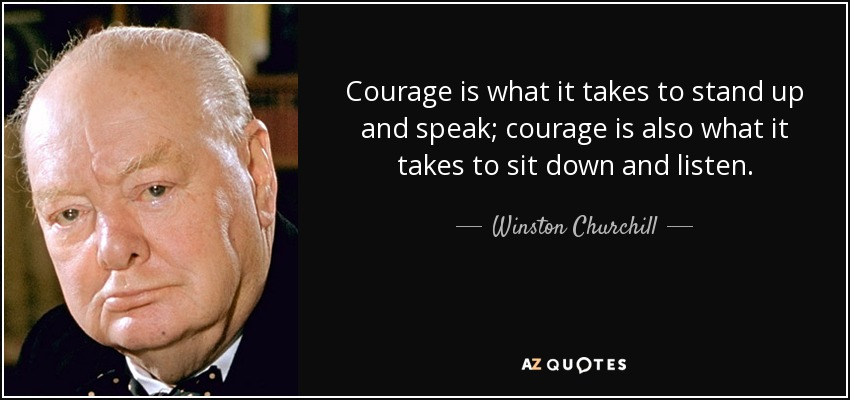 Courage is what it takes to stand up
and speak; courage is also what it
takes to sit down and listen.
— Winston Churchill —
AZ QUOTES